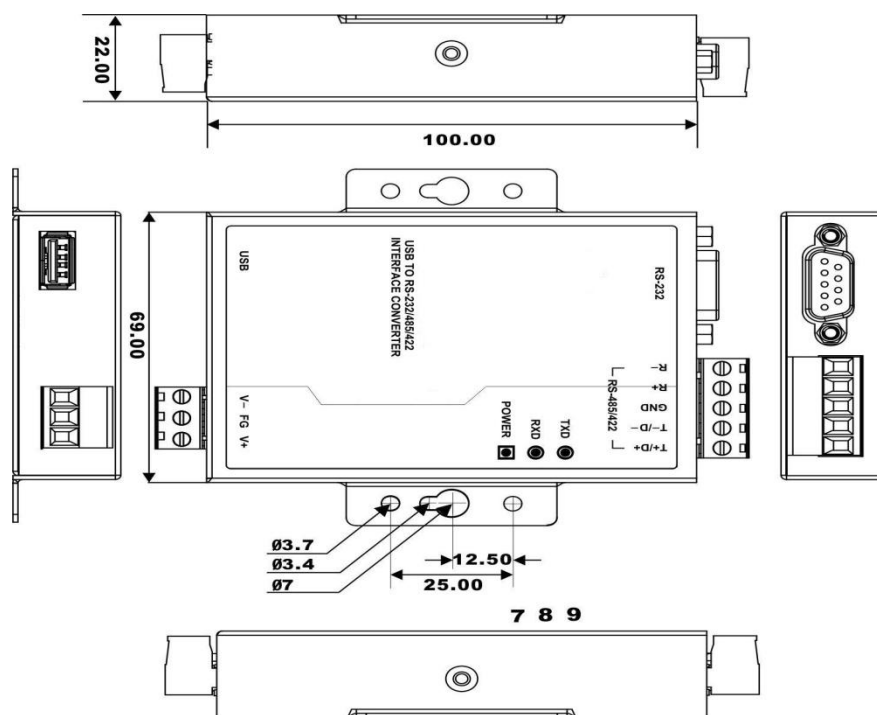 22.00
100.00
USB
USB TO RS-232/485/422
INTERFACE CONVERTER
RS-232
69.00
R-
R+
GND
T-/D-
T+/D+
RS-485/422
V- FG V+
POWER
RXD
TXD
Ø3.7
Ø3.4
Ø7
12.50
25.00
7 8 9